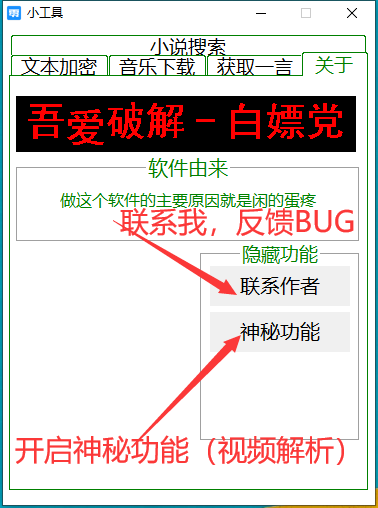 小工具
小说搜索
文本加密 音乐下载 获取一言 关于
吾爱破解－白嫖党
软件由来
做这个软件的主要原因就是闲的蛋疼
联系我，反馈BUG
隐藏功能
联系作者
神秘功能
开启神秘功能（视频解析）